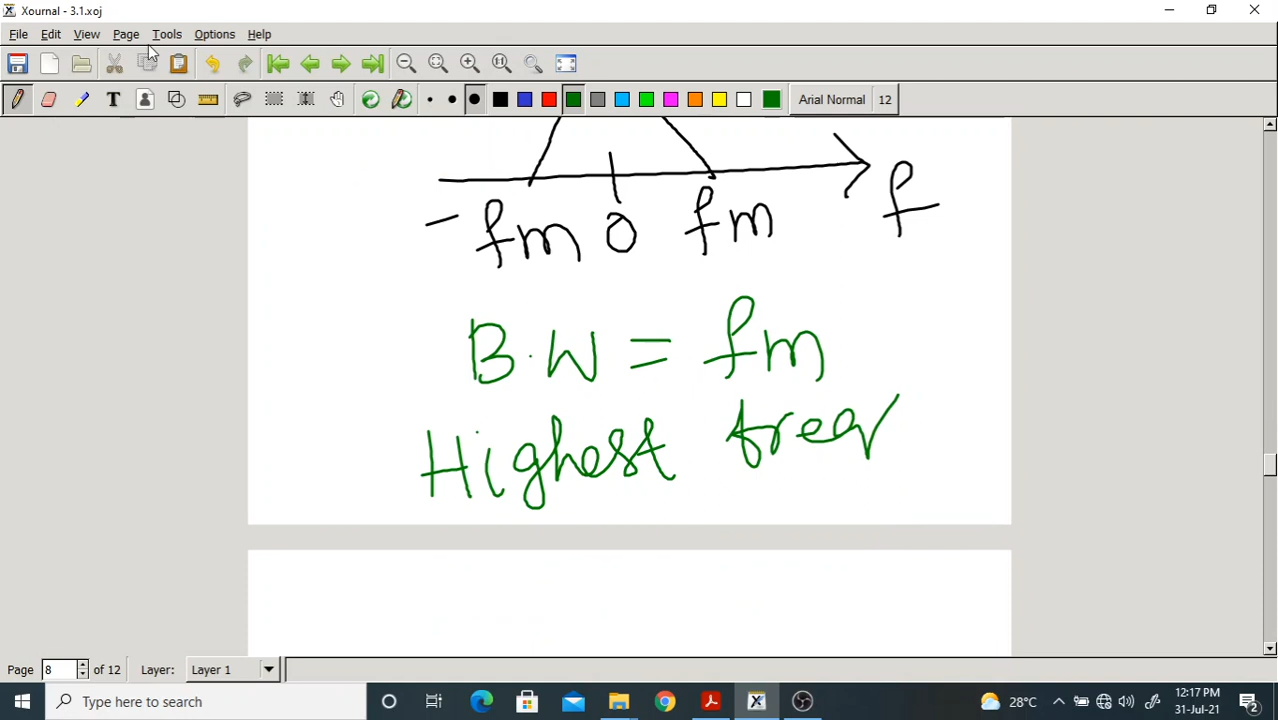 Xournal - 3.1.xoj
File Edit View Page Tools Options Help
Arial Normal 12
- fm 0 fm f
B.W = fm
Highest freq
Page 8 of 12 Layer: Layer 1
Type here to search
28°C
12:17 PM
31-Jul-21
2